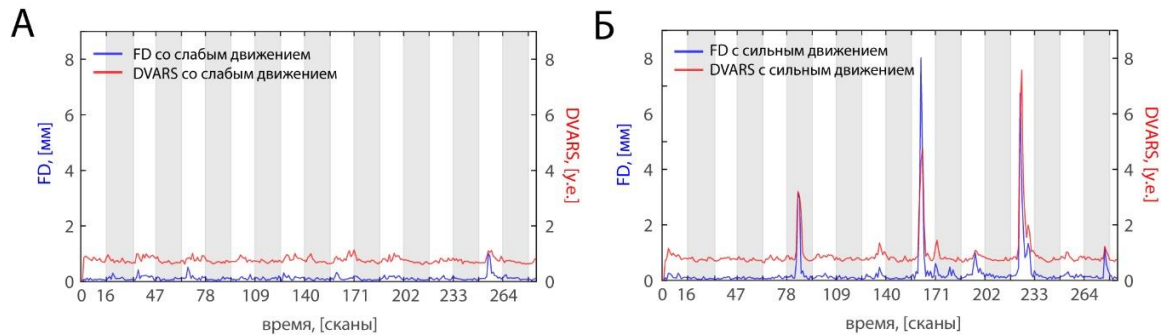 А
FD со слабым движением
DVARS со слабым движением
8
6
4
2
0
FD, [мм]
8
6
4
2
0
DVARS, [у.е.]
0 16 47 78 109 140 171 202 233 264
время, [сканы]
Б
FD с сильным движением
DVARS с сильным движением
8
6
4
2
0
FD, [мм]
8
6
4
2
0
DVARS, [у.е.]
0 16 47 78 109 140 171 202 233 264
время, [сканы]